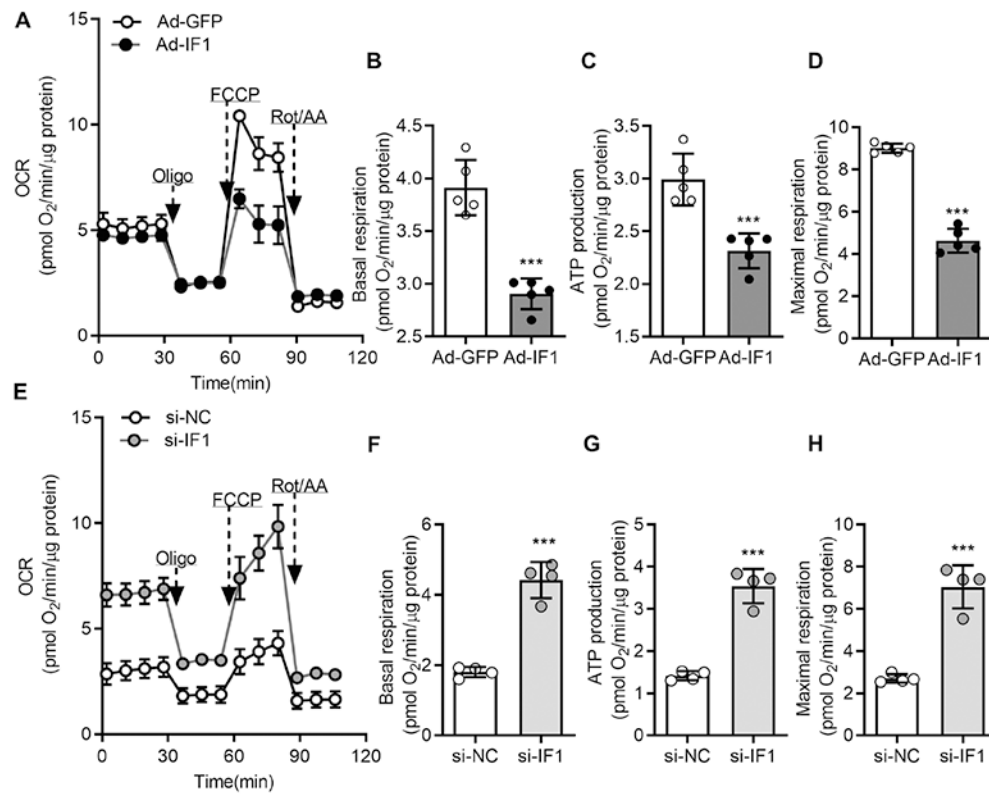 A
Ad-GFP
Ad-IF1
OCR
(pmol O2/min/μg protein)
15
10
5
0
Oligo
FCCP
Rot/AA
0 30 60 90 120
Time(min)
B
Basal respiration
(pmol O2/min/μg protein)
4.5
4.0
3.5
3.0
2.5
***
Ad-GFP Ad-IF1
C
ATP production
(pmol O2/min/μg protein)
3.5
3.0
2.5
2.0
1.5
***
Ad-GFP Ad-IF1
D
Maximal respiration
(pmol O2/min/μg protein)
10
8
6
4
2
0
***
Ad-GFP Ad-IF1
E
si-NC
si-IF1
OCR
(pmol O2/min/μg protein)
15
10
5
0
Oligo
FCCP
Rot/AA
0 30 60 90 120
Time(min)
F
Basal respiration
(pmol O2/min/μg protein)
6
4
2
0
***
si-NC si-IF1
G
ATP production
(pmol O2/min/μg protein)
5
4
3
2
1
0
***
si-NC si-IF1
H
Maximal respiration
(pmol O2/min/μg protein)
10
8
6
4
2
0
***
si-NC si-IF1